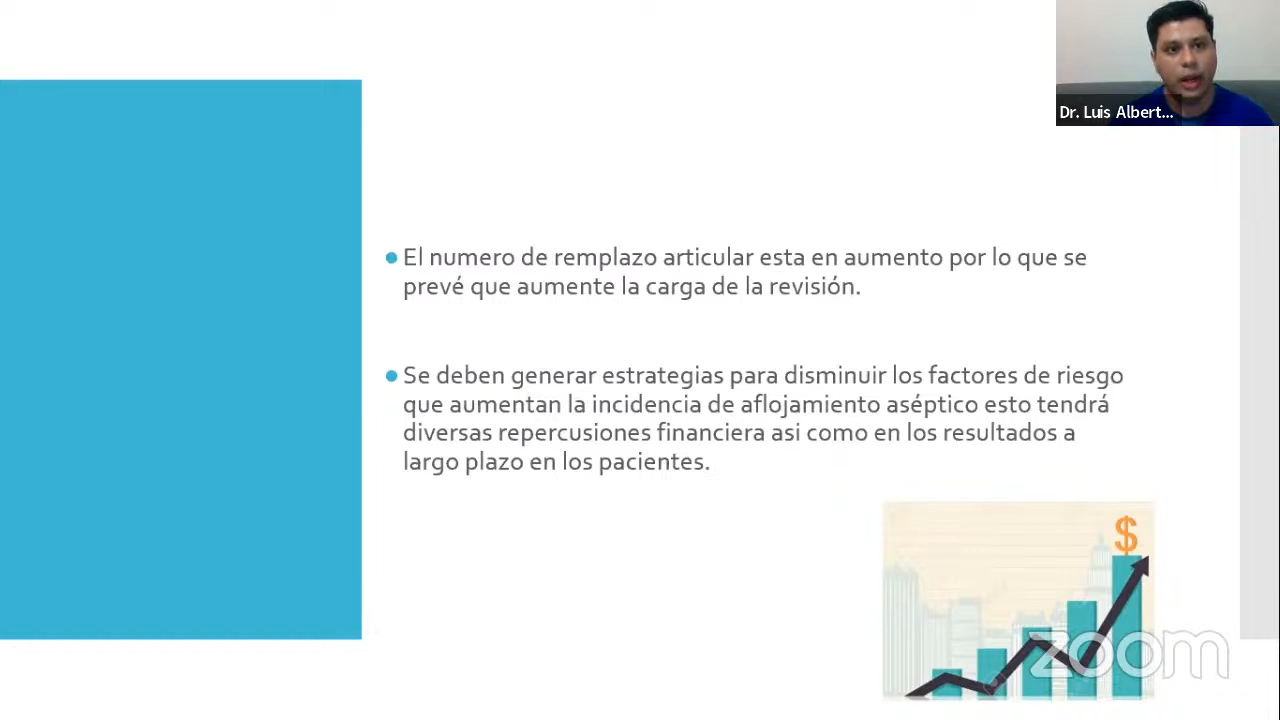 Dr. Luis Albert...
El numero de remplazo articular esta en aumento por lo que se
prevé que aumente la carga de la revisión.
Se deben generar estrategias para disminuir los factores de riesgo
que aumentan la incidencia de aflojamiento aséptico esto tendrá
diversas repercusiones financiera asi como en los resultados a
largo plazo en los pacientes.
$
zoom